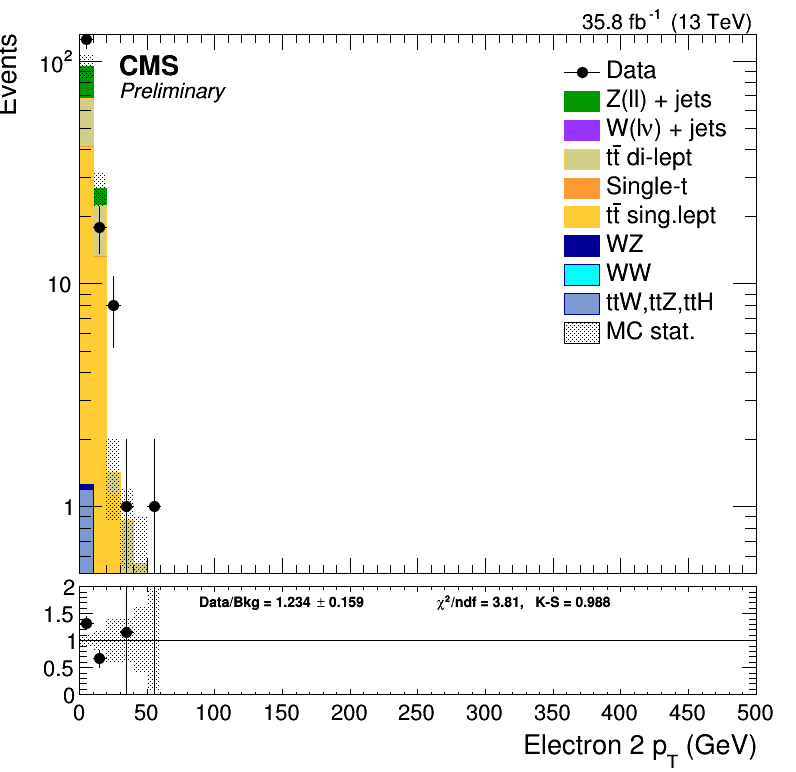 35.8 fb⁻¹ (13 TeV)
Events
CMS
Preliminary
Data
Z(ll) + jets
W(lν) + jets
tt̄ di-lept
Single-t
tt̄ sing.lept
WZ
WW
ttW,ttZ,ttH
MC stat.
10²
10
1
Data/Bkg = 1.234 ± 0.159 χ²/ndf = 3.81, K-S = 0.988
2
1.5
1
0.5
0
0 50 100 150 200 250 300 350 400 450 500
Electron 2 p_T (GeV)